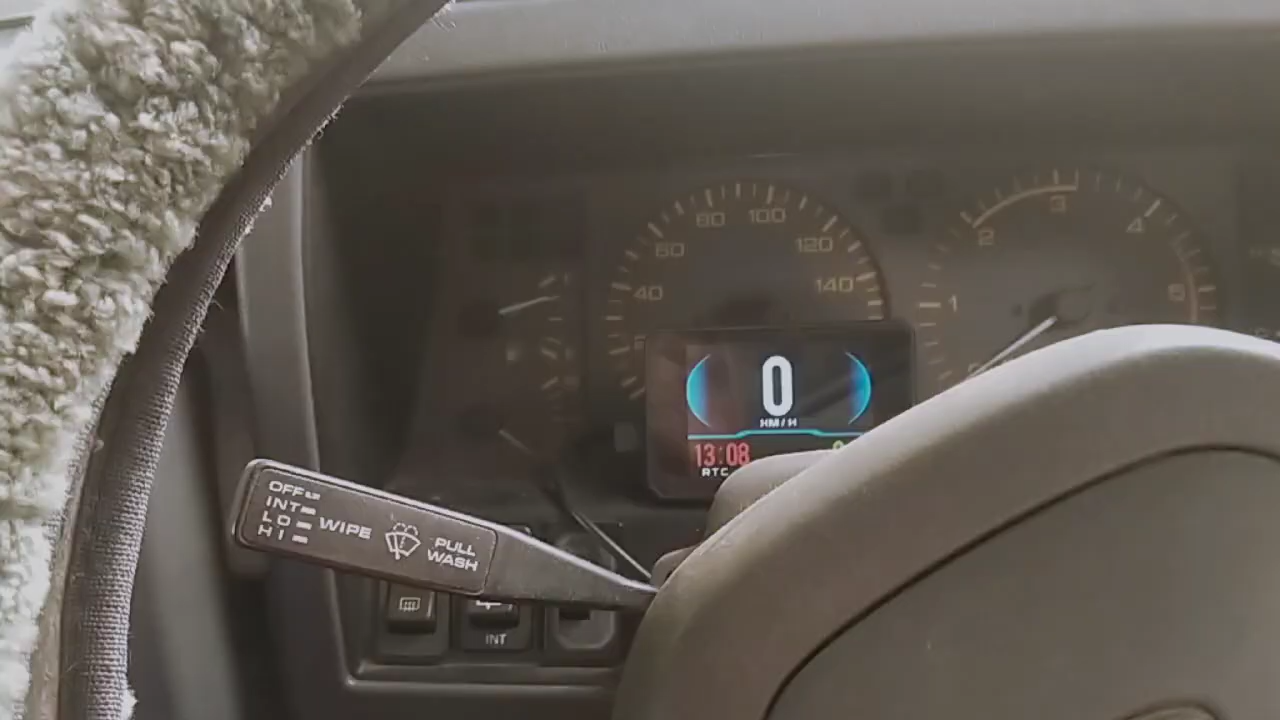 60 80 100 120 140
40
1 2 3 4
0
KM/H
13:08
RTC
OFF
INT
LO
HI
WIPE
PULL
WASH
INT